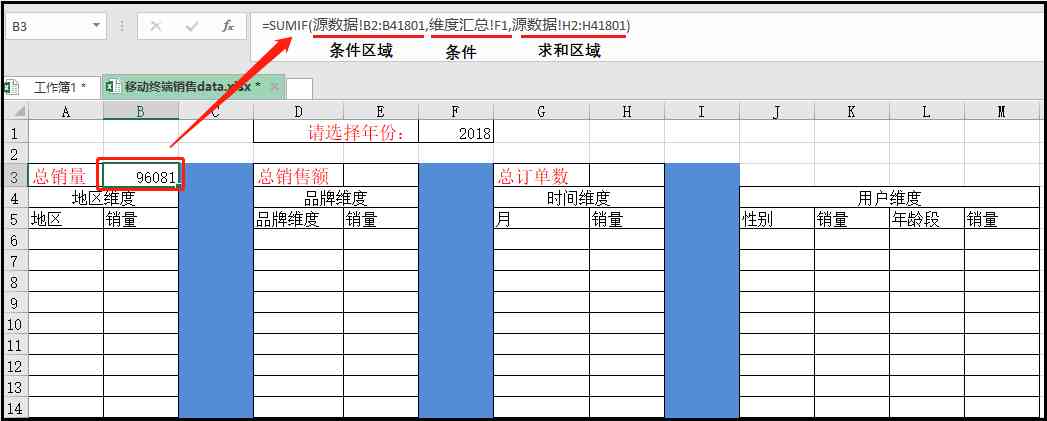 B3 fx =SUMIF(源数据!B2:B41801,维度汇总!F1,源数据!H2:H41801)
条件区域 条件 求和区域
工作簿1 * 移动终端销售data.xlsx *
A B C D E F G H I J K L M
1 请选择年份： 2018
2
3 总销量 96081 总销售额 总订单数
4 地区维度 品牌维度 时间维度 用户维度
5 地区 销量 品牌维度 销量 月 销量 性别 销量 年龄段 销量
6
7
8
9
10
11
12
13
14